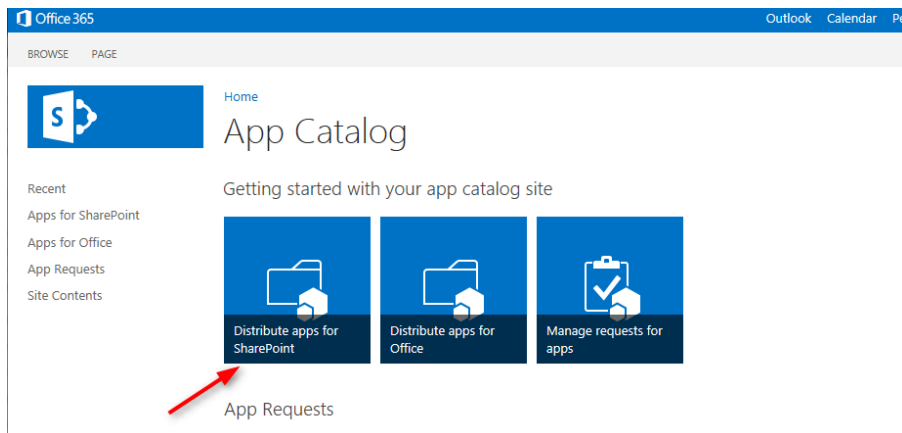 Office 365
Outlook Calendar
BROWSE PAGE
S
Home
App Catalog
Recent
Apps for SharePoint
Apps for Office
App Requests
Site Contents
Getting started with your app catalog site
Distribute apps for
SharePoint
Distribute apps for
Office
Manage requests for
apps
App Requests